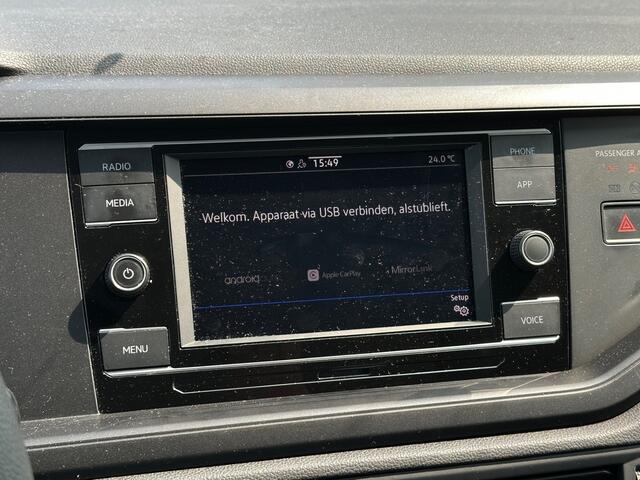 RADIO
MEDIA
MENU
15:49
24.0 °C
Welkom. Apparaat via USB verbinden, alstublieft.
android
Apple CarPlay
MirrorLink
Setup
PHONE
APP
VOICE
PASSENGER A